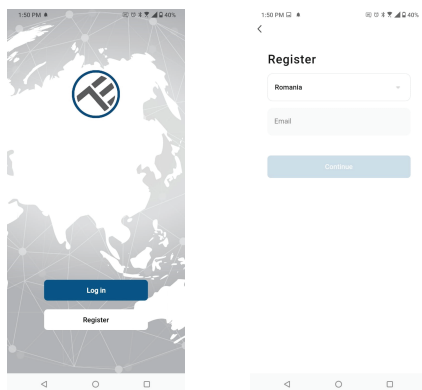 1:50 PM
40%
Log in
Register
1:50 PM
40%
Register
Romania
Email
Continue